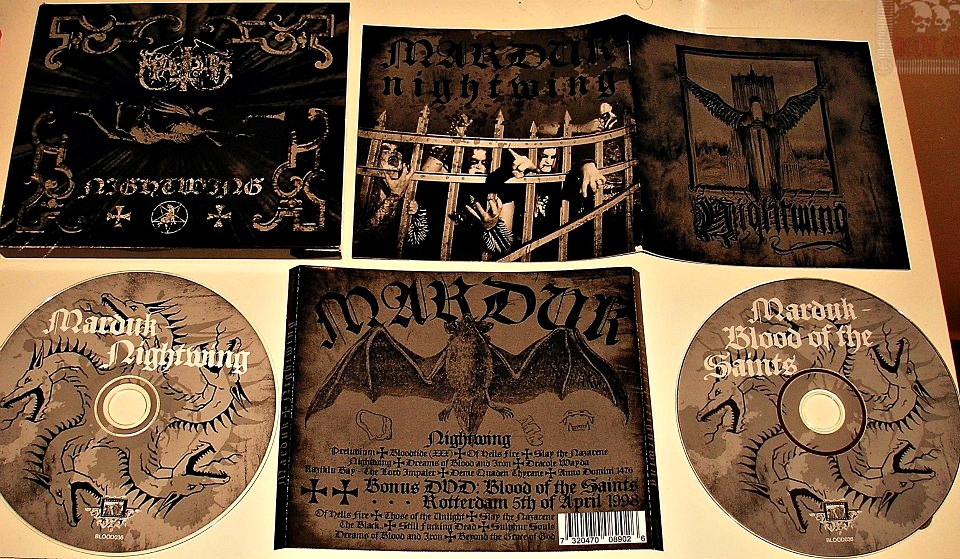 MARDUK
NIGHTWING
MARDUK
nightwing
Nightwing
Marduk
Nightwing
MARDUK
Nightwing
Preludium ✠ Bloodtide (XXX) ✠ Of Hells Fire ✠ Slay the Nazarene
Nightwing ✠ Dreams of Blood and Iron ✠ Dracole Wayda
Kaziklu Bey - The Lord Impaler ✠ Deme Quaden Thyrane ✠ Anno Domini 1476
Bonus DVD: Blood of the Saints
Rotterdam 5th of April 1998
Of Hells Fire ✠ Those of the Unlight ✠ Slay the Nazarene
The Black.. ✠ Still Fucking Dead ✠ Sulphur Souls
Dreams of Blood and Iron ✠ Beyond the Grace of God
7 320470 08902 6
Marduk -
Blood of the
Saints
BLOOD036
BLOOD036